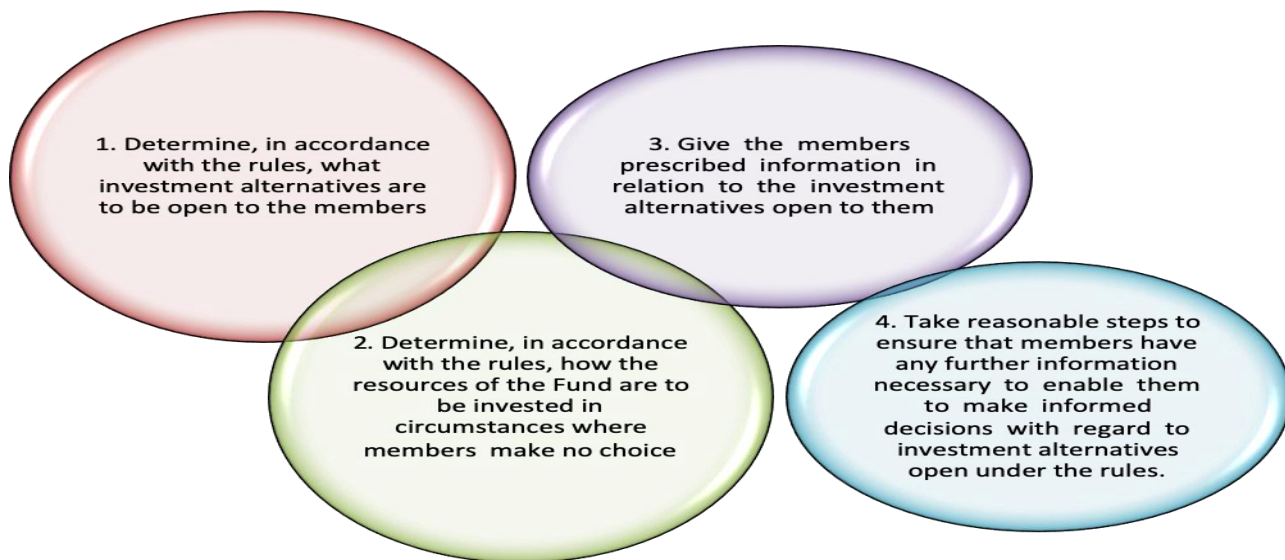 1. Determine, in accordance
with the rules, what
investment alternatives are
to be open to the members
2. Determine, in accordance
with the rules, how the
resources of the Fund are to
be invested in
circumstances where
members make no choice
3. Give the members
prescribed information in
relation to the investment
alternatives open to them
4. Take reasonable steps to
ensure that members have
any further information
necessary to enable them
to make informed
decisions with regard to
investment alternatives
open under the rules.